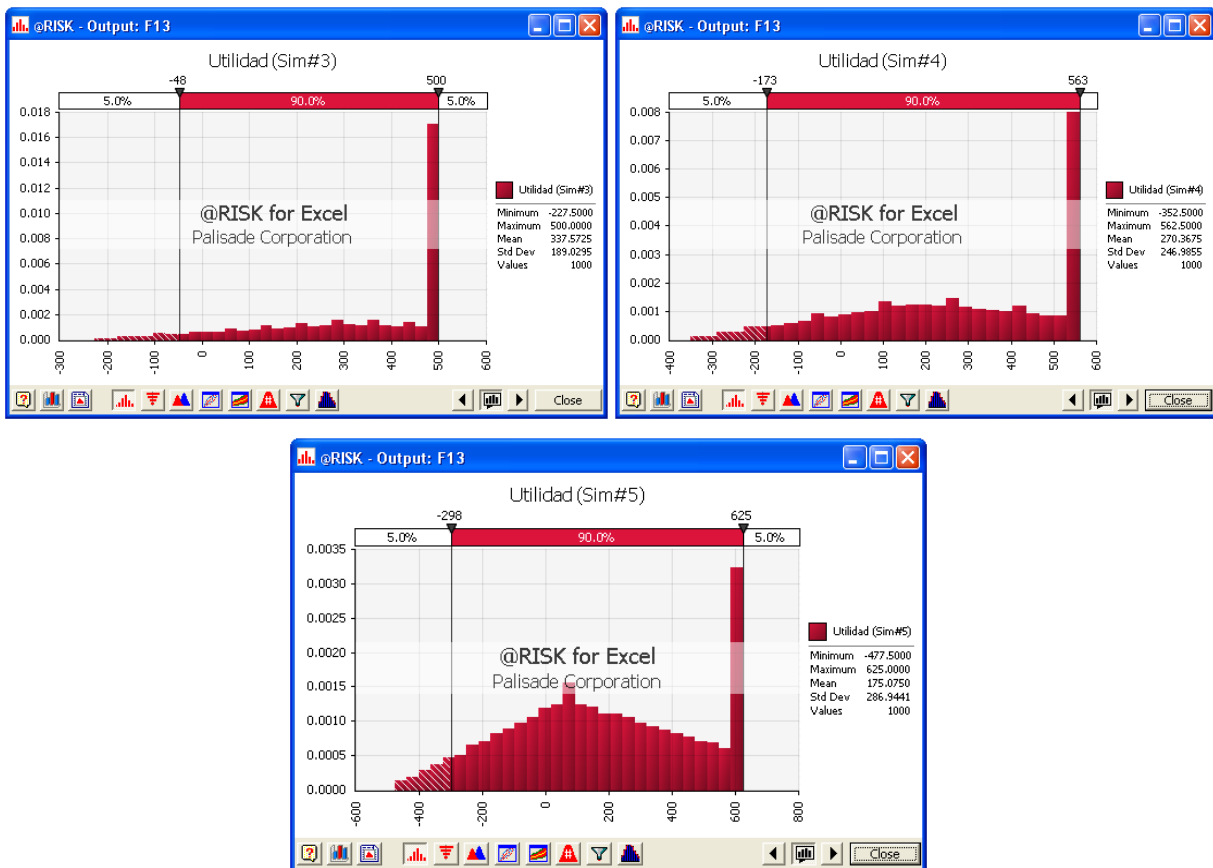 @RISK - Output: F13
Utilidad (Sim#3)
-48 500
5.0% 90.0% 5.0%
0.018
0.016
0.014
0.012
0.010
0.008
0.006
0.004
0.002
0.000
@RISK for Excel
Palisade Corporation
-300 -200 -100 0 100 200 300 400 500 600
Utilidad (Sim#3)
Minimum -227.5000
Maximum 500.0000
Mean 337.5725
Std Dev 189.0295
Values 1000
Close
@RISK - Output: F13
Utilidad (Sim#4)
-173 563
5.0% 90.0%
0.008
0.007
0.006
0.005
0.004
0.003
0.002
0.001
0.000
@RISK for Excel
Palisade Corporation
-400 -300 -200 -100 0 100 200 300 400 500 600
Utilidad (Sim#4)
Minimum -352.5000
Maximum 562.5000
Mean 270.3675
Std Dev 246.9855
Values 1000
Close
@RISK - Output: F13
Utilidad (Sim#5)
-298 625
5.0% 90.0% 5.0%
0.0035
0.0030
0.0025
0.0020
0.0015
0.0010
0.0005
0.0000
@RISK for Excel
Palisade Corporation
-600 -400 -200 0 200 400 600 800
Utilidad (Sim#5)
Minimum -477.5000
Maximum 625.0000
Mean 175.0750
Std Dev 286.9441
Values 1000
Close